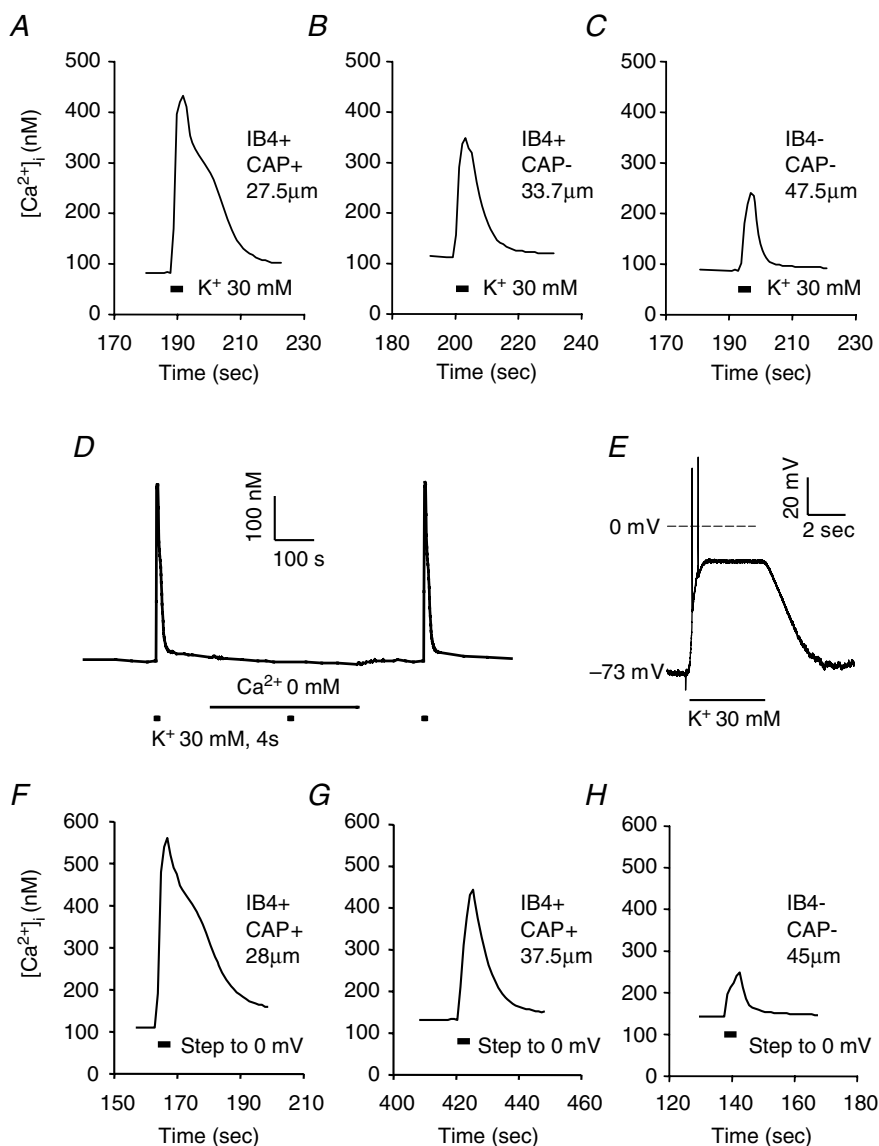 A
B
C
500
400
300
200
100
0
[Ca²⁺]ᵢ (nM)
IB4+
CAP+
27.5µm
K⁺ 30 mM
170 190 210 230
Time (sec)
500
400
300
200
100
0
IB4+
CAP-
33.7µm
K⁺ 30 mM
180 200 220 240
Time (sec)
500
400
300
200
100
0
IB4-
CAP-
47.5µm
K⁺ 30 mM
170 190 210 230
Time (sec)
D
100 nM
100 s
Ca²⁺ 0 mM
K⁺ 30 mM, 4s
E
20 mV
2 sec
0 mV
–73 mV
K⁺ 30 mM
F
G
H
600
500
400
300
200
100
0
[Ca²⁺]ᵢ (nM)
IB4+
CAP+
28µm
Step to 0 mV
150 170 190 210
Time (sec)
600
500
400
300
200
100
0
IB4+
CAP+
37.5µm
Step to 0 mV
400 420 440 460
Time (sec)
600
500
400
300
200
100
0
IB4-
CAP-
45µm
Step to 0 mV
120 140 160 180
Time (sec)